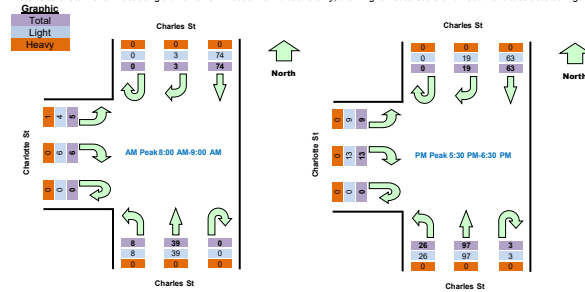 Graphic
Total
Light
Heavy
Charles St
0 0 0
0 3 74
0 3 74
North
Charlotte St
1 4 5
0 6 6
0 0 0
AM Peak 8:00 AM-9:00 AM
8 39 0
8 39 0
0 0 0
Charles St
Charles St
0 0 0
0 19 63
0 19 63
North
Charlotte St
0 9 9
0 13 13
0 0 0
PM Peak 5:30 PM-6:30 PM
26 97 3
26 97 3
0 0 0
Charles St